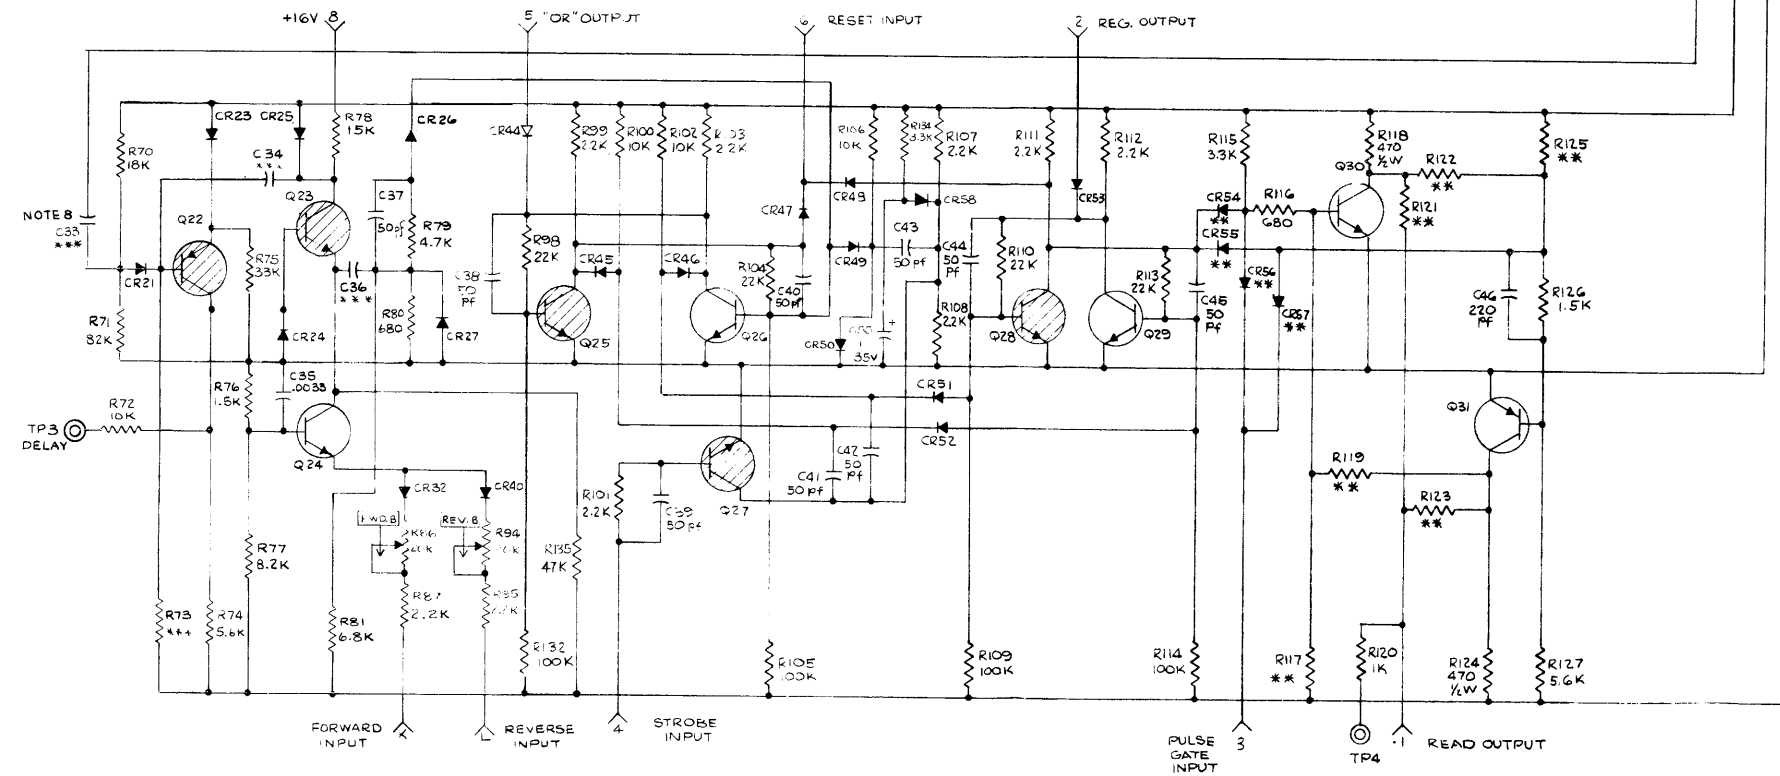 +16V 8
5 "OR" OUTPUT
6 RESET INPUT
2 REG. OUTPUT
CR23
CR25
R78
15K
CR26
CR44
R99
2.2K
R100
10K
R102
10K
2.2K
R106
10K
R134
3.3K
R107
2.2K
R111
2.2K
R112
2.2K
R115
3.3K
R118
470
½W
R122
**
R125
**
R70
18K
C34
***
Q23
C37
50pf
Q30
NOTE 8
C33
***
Q22
R75
33K
R79
4.7K
R98
22K
CR47
CR43
CR58
CR53
CR54
**
R116
680
R121
**
C43
50pf
C44
50
Pf
R110
22K
CR55
**
CR21
C36
***
C38
50
Pf
CR45
CR46
R104
22K
C40
50pf
CR49
R113
22K
CR56
**
CR57
**
C45
50
Pf
C46
220
Pf
R126
1.5K
R71
82K
CR24
R80
680
CR27
Q25
Q26
CR50
35V
R108
2.2K
Q28
Q29
R76
1.5K
C35
.0033
CR51
Q31
R72
10K
TP3
DELAY
Q24
CR52
R119
**
CR32
CR40
R101
2.2K
C39
50pf
Q27
C41
50pf
C42
50
Pf
R123
**
FWD.B
REV. B
R86
R94
R77
8.2K
R135
47K
R87
2.2K
R95
R73
R74
5.6K
R81
6.8K
R132
100K
R105
100K
R109
100K
R114
100K
R117
**
R120
1K
R124
470
½W
R127
5.6K
FORWARD
INPUT
K
L
REVERSE
INPUT
4
STROBE
INPUT
PULSE
GATE
INPUT
3
TP4
1
READ OUTPUT